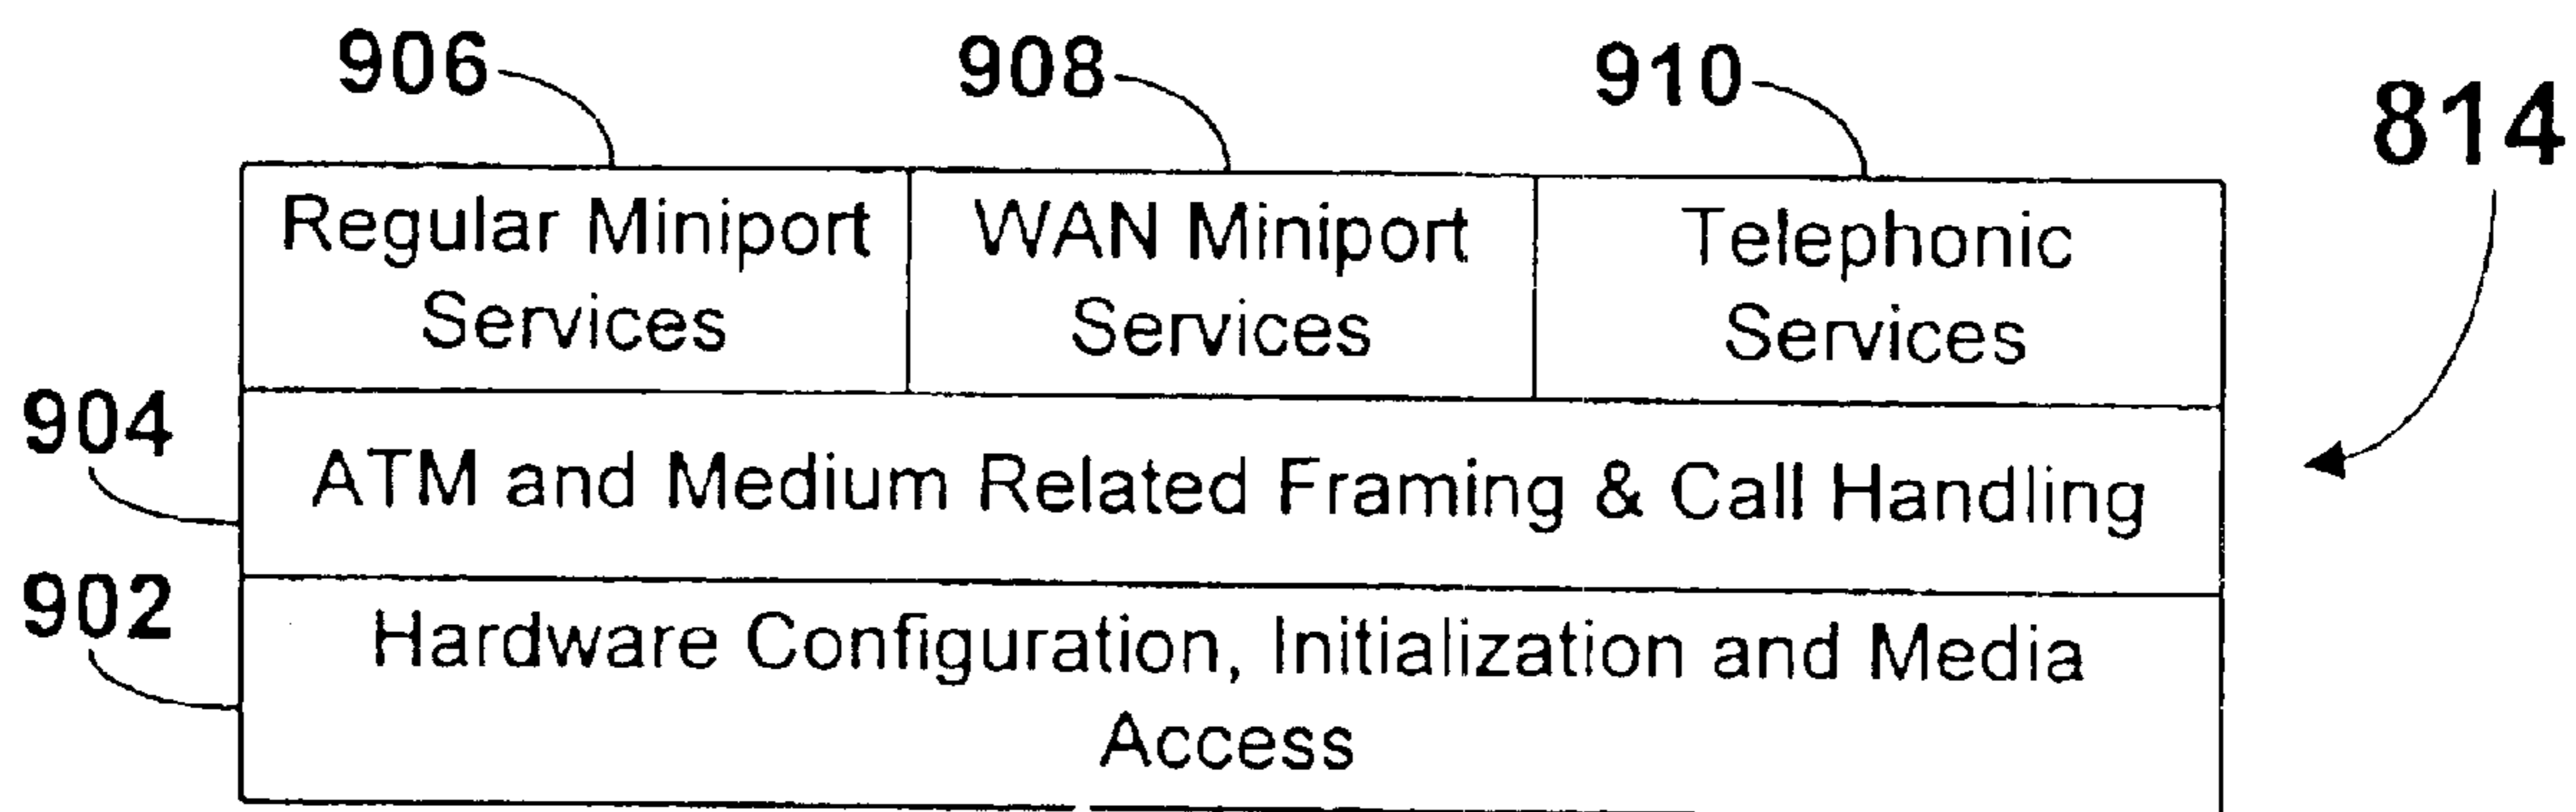 906
908
910
814
Regular Miniport
Services
WAN Miniport
Services
Telephonic
Services
904
ATM and Medium Related Framing & Call Handling
902
Hardware Configuration, Initialization and Media
Access